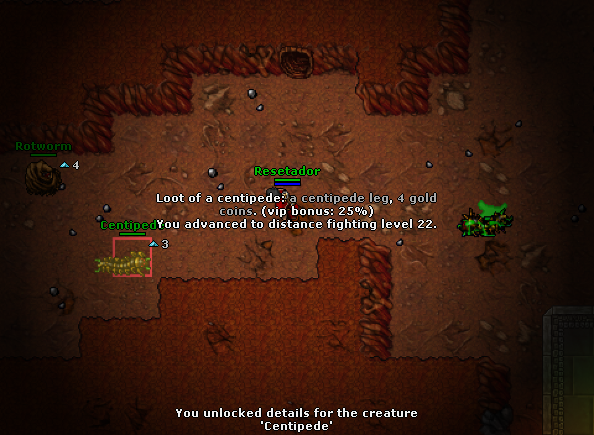 Rotworm
4
Resetador
Loot of a centipede: a centipede leg, 4 gold
coins. (vip bonus: 25%)
You advanced to distance fighting level 22.
Centiped
3
You unlocked details for the creature
'Centipede'